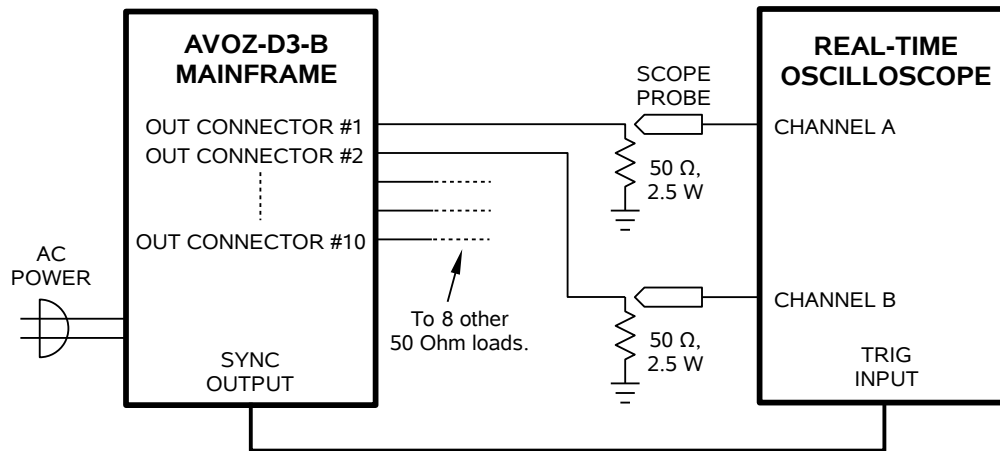 AVOZ-D3-B
MAINFRAME
OUT CONNECTOR #1
OUT CONNECTOR #2
OUT CONNECTOR #10
AC
POWER
SYNC
OUTPUT
To 8 other
50 Ohm loads.
SCOPE
PROBE
50 Ω,
2.5 W
50 Ω,
2.5 W
REAL-TIME
OSCILLOSCOPE
CHANNEL A
CHANNEL B
TRIG
INPUT